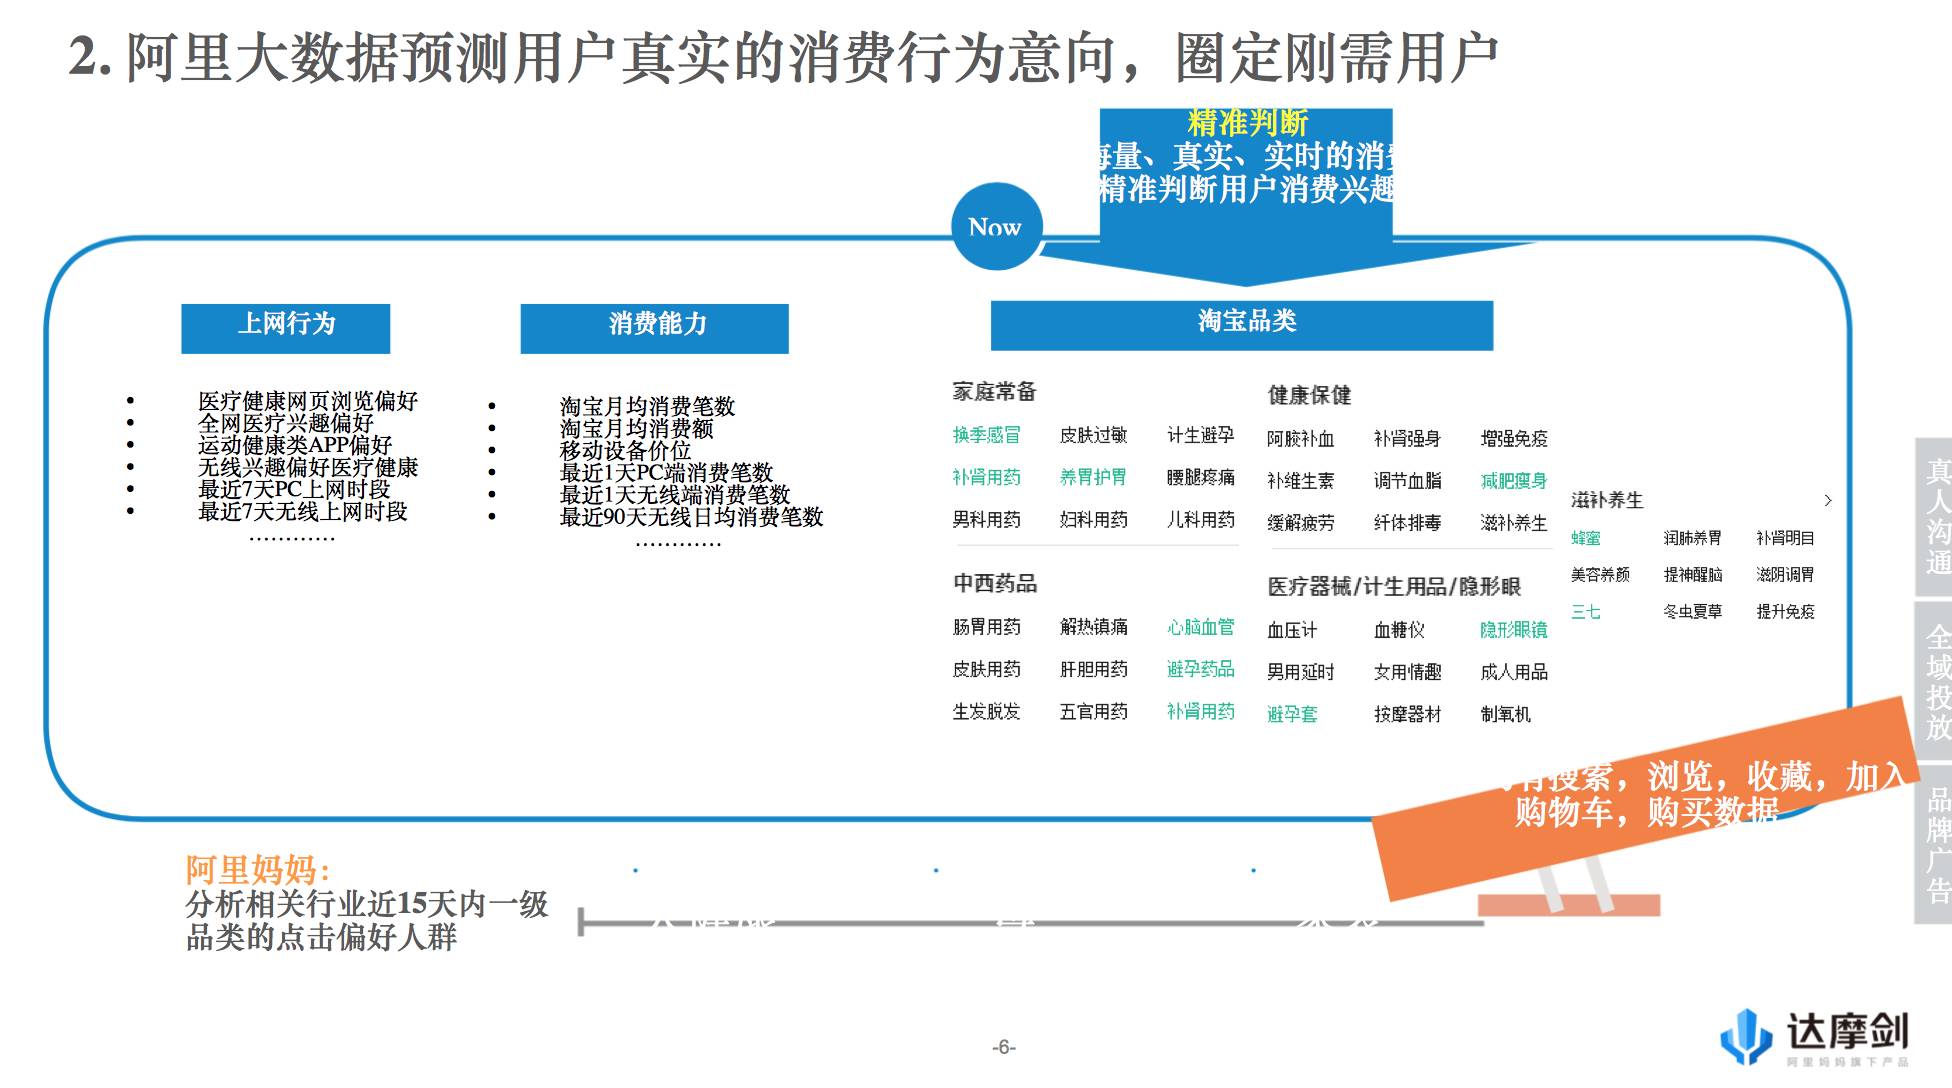 2. 阿里大数据预测用户真实的消费行为意向，圈定刚需用户
精准判断
海量、真实、实时的消费
精准判断用户消费兴趣
Now
上网行为
• 医疗健康网页浏览偏好
• 全网医疗兴趣偏好
• 运动健康类APP偏好
• 无线兴趣偏好医疗健康
• 最近7天PC上网时段
• 最近7天无线上网时段
…………
消费能力
• 淘宝月均消费笔数
• 淘宝月均消费额
• 移动设备价位
• 最近1天PC端消费笔数
• 最近1天无线端消费笔数
• 最近90天无线日均消费笔数
…………
淘宝品类
家庭常备
换季感冒 皮肤过敏 计生避孕
补肾用药 养胃护胃 腰腿疼痛
男科用药 妇科用药 儿科用药
健康保健
阿胶补血 补肾强身 增强免疫
补维生素 调节血脂 减肥瘦身
缓解疲劳 纤体排毒 滋补养生
中西药品
肠胃用药 解热镇痛 心脑血管
皮肤用药 肝胆用药 避孕药品
生发脱发 五官用药 补肾用药
医疗器械/计生用品/隐形眼
血压计 血糖仪 隐形眼镜
男用延时 女用情趣 成人用品
避孕套 按摩器材 制氧机
滋补养生 >
蜂蜜 润肺养胃 补肾明目
美容养颜 提神醒脑 滋阴调胃
三七 冬虫夏草 提升免疫
真人沟通
全域投放
品牌广告
有搜索，浏览，收藏，加入
购物车，购买数据
阿里妈妈：
分析相关行业近15天内一级
品类的点击偏好人群
-6-
达摩剑
阿里妈妈旗下产品